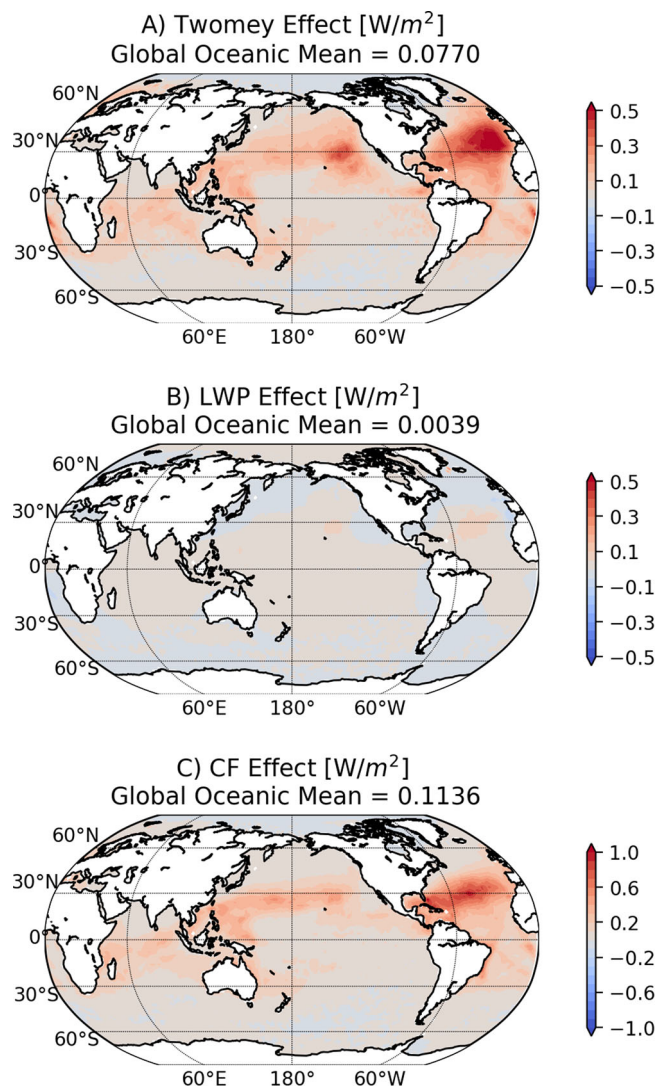 A) Twomey Effect [W/m²]
Global Oceanic Mean = 0.0770
60°N
30°N
0
30°S
60°S
60°E 180° 60°W
0.5
0.3
0.1
−0.1
−0.3
−0.5
B) LWP Effect [W/m²]
Global Oceanic Mean = 0.0039
60°N
30°N
0
30°S
60°S
60°E 180° 60°W
0.5
0.3
0.1
−0.1
−0.3
−0.5
C) CF Effect [W/m²]
Global Oceanic Mean = 0.1136
60°N
30°N
0
30°S
60°S
60°E 180° 60°W
1.0
0.6
0.2
−0.2
−0.6
−1.0